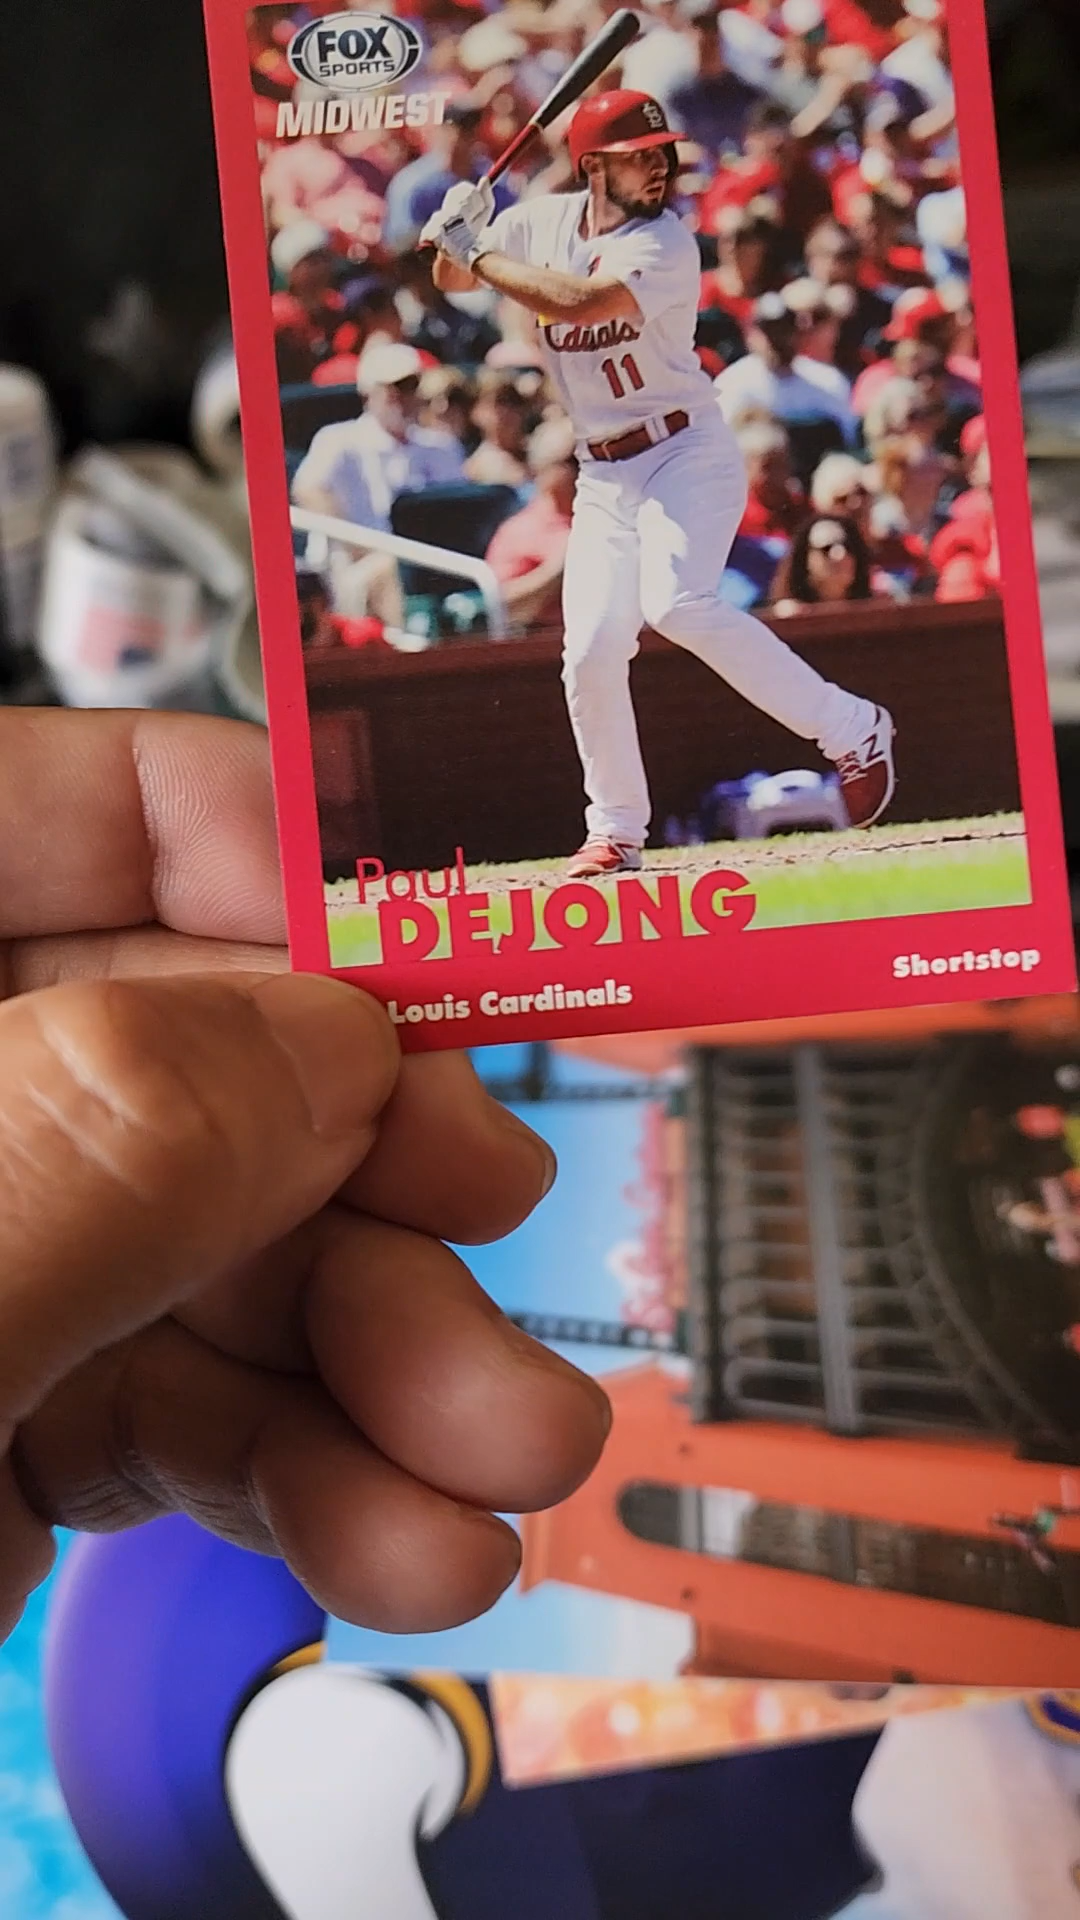 FOX
SPORTS
MIDWEST
Cardinals
11
N
Paul
DEJONG
Louis Cardinals
Shortstop